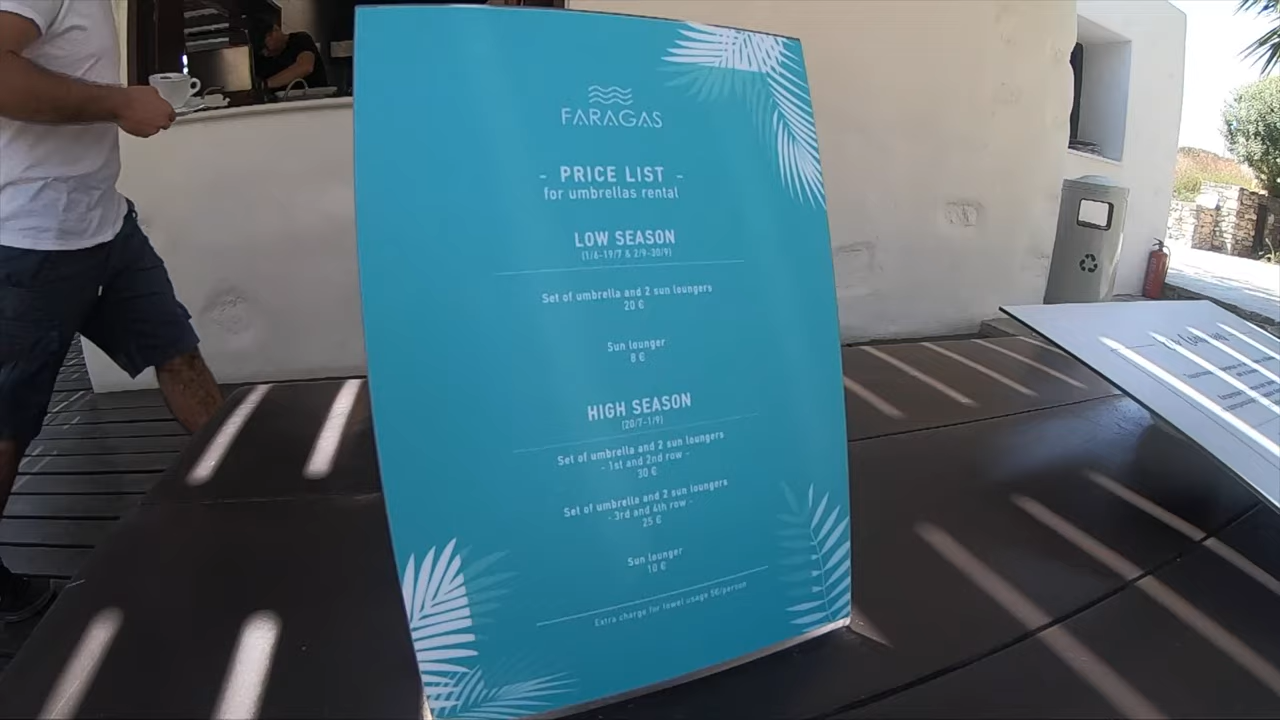 FARAGAS
- PRICE LIST -
for umbrellas rental
LOW SEASON
(1/6-19/7 & 2/9-30/9)
Set of umbrella and 2 sun loungers
20 €
Sun lounger
8 €
HIGH SEASON
(20/7-1/9)
Set of umbrella and 2 sun loungers
- 1st and 2nd row -
30 €
Set of umbrella and 2 sun loungers
-3rd and 4th row -
25 €
Sun lounger
10 €
Extra charge for towel usage 5€/person